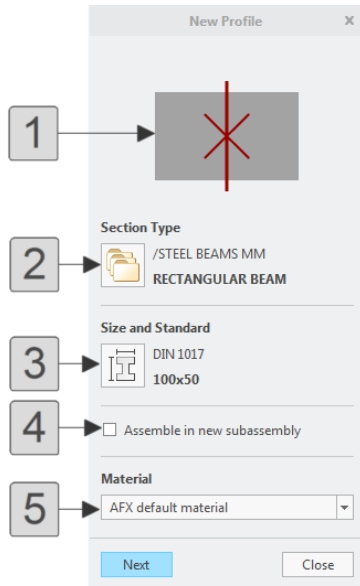 New Profile X
1
Section Type
2
/STEEL BEAMS MM
RECTANGULAR BEAM
Size and Standard
3
DIN 1017
100x50
4
Assemble in new subassembly
Material
5
AFX default material
Next Close